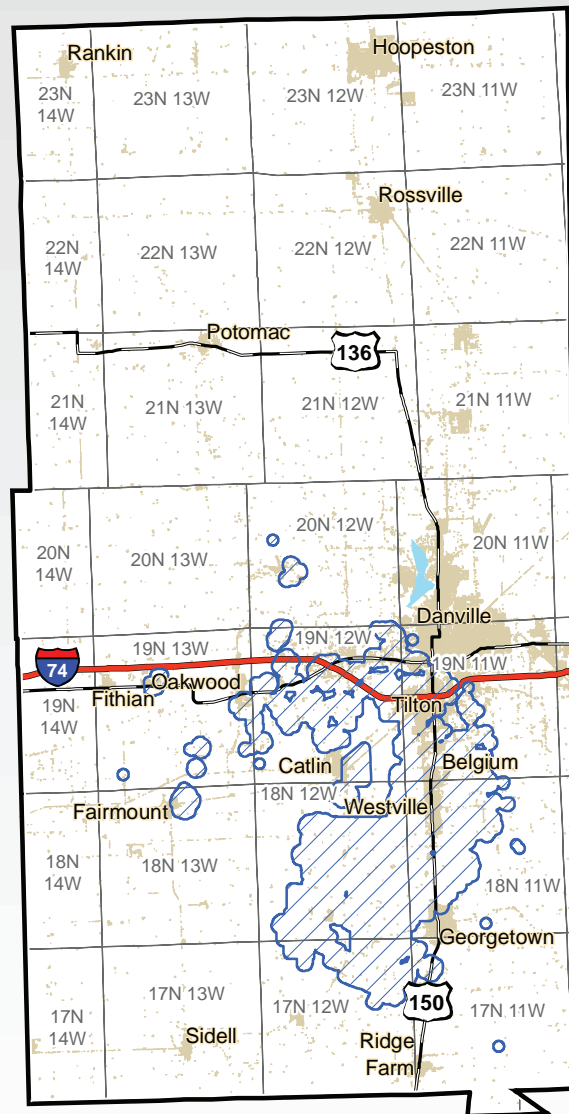 Rankin
Hoopeston
23N
14W
23N 13W
23N 12W
23N 11W
Rossville
22N
14W
22N 13W
22N 12W
22N 11W
Potomac
136
21N
14W
21N 13W
21N 12W
21N 11W
20N 12W
20N
14W
20N 13W
20N 11W
Danville
19N 13W
19N 12W
19N 11W
74
Oakwood
Fithian
19N
14W
Tilton
Catlin
Belgium
18N 12W
Fairmount
Westville
18N
14W
18N 13W
18N 11W
Georgetown
17N 13W
17N 12W
150
17N 11W
17N
14W
Sidell
Ridge
Farm